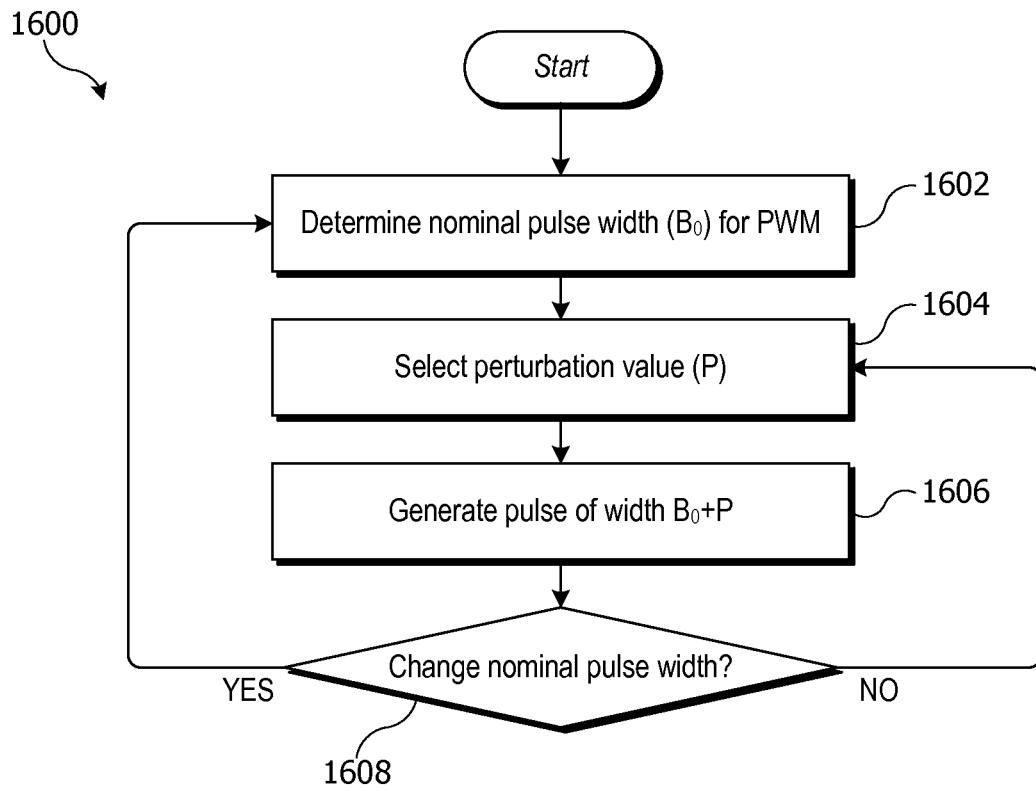 1600
Start
1602
Determine nominal pulse width (B₀) for PWM
1604
Select perturbation value (P)
1606
Generate pulse of width B₀+P
Change nominal pulse width?
YES
NO
1608